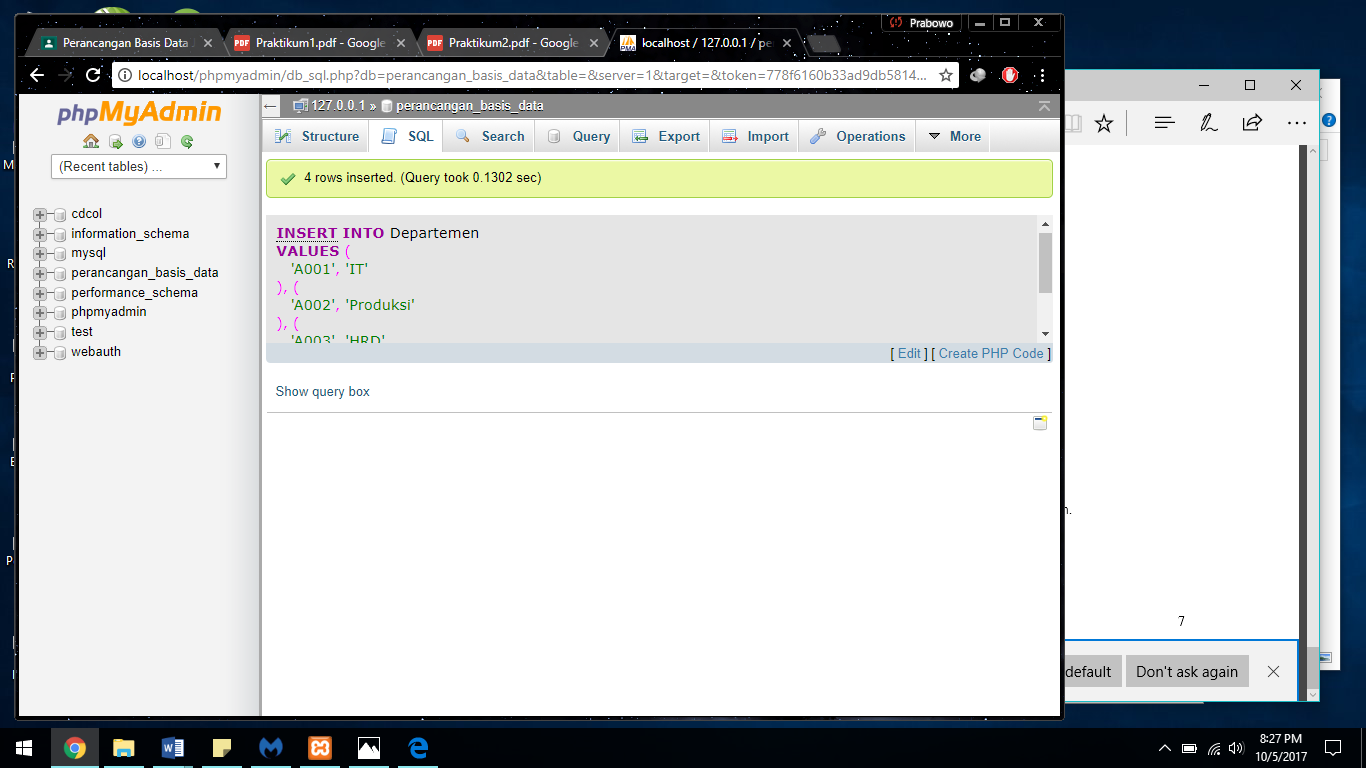 Prabowo
Perancangan Basis Data
Praktikum1.pdf - Google
Praktikum2.pdf - Google
localhost / 127.0.0.1 / pe
localhost/phpmyadmin/db_sql.php?db=perancangan_basis_data&table=&server=1&target=&token=778f6160b33ad9db5814...
phpMyAdmin
(Recent tables) ...
cdcol
information_schema
mysql
perancangan_basis_data
performance_schema
phpmyadmin
test
webauth
127.0.0.1 » perancangan_basis_data
Structure
SQL
Search
Query
Export
Import
Operations
More
4 rows inserted. (Query took 0.1302 sec)
INSERT INTO Departemen
VALUES (
'A001', 'IT'
), (
'A002', 'Produksi'
), (
'A003', 'HRD'
[ Edit ] [ Create PHP Code ]
Show query box
7
default
Don't ask again
8:27 PM
10/5/2017